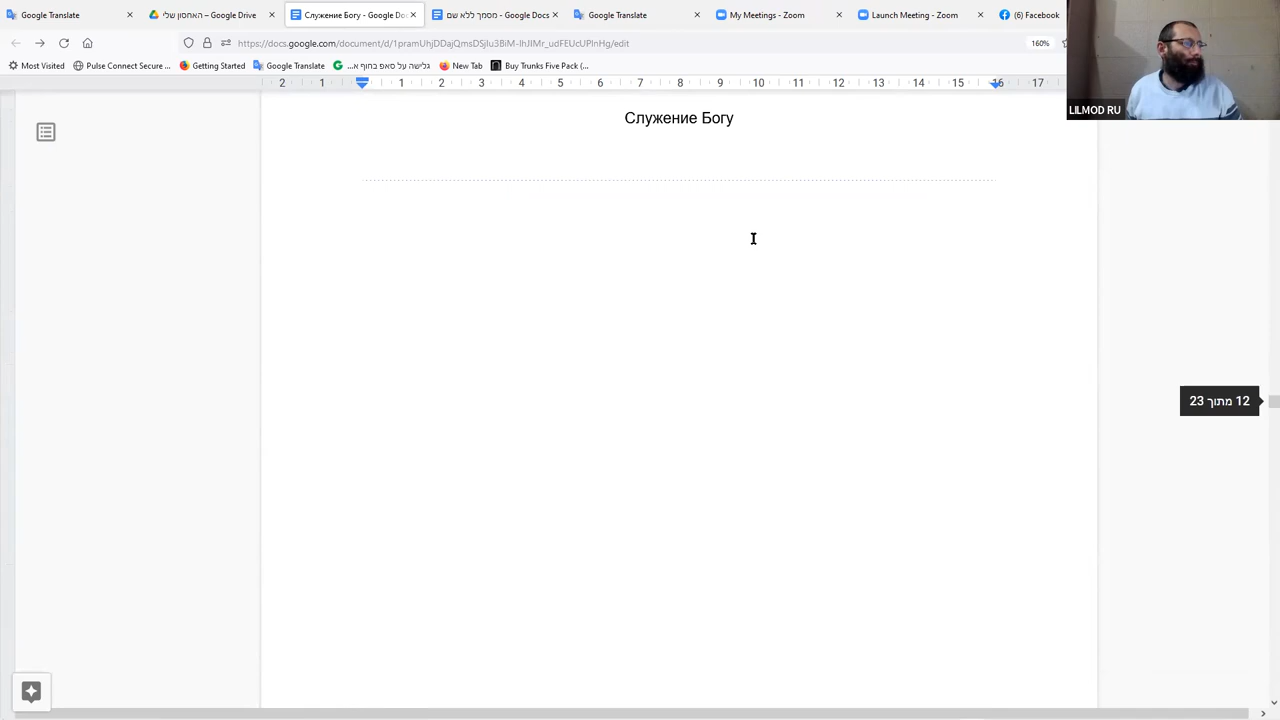 Google Translate
האחסון שלי – Google Drive
Служение Богу - Google Do
מסמך ללא שם - Google Docs
Google Translate
My Meetings - Zoom
Launch Meeting - Zoom
(6) Facebook
https://docs.google.com/document/d/1pramUhjDDajQmsD9Lu3BiM-IhJIMr_udFEUcUPlnHg/edit
160%
Most Visited
Pulse Connect Secure ...
Getting Started
Google Translate
גלישה על סאפ בחוף א...
New Tab
Buy Trunks Five Pack (...
2 1 1 2 3 4 5 6 7 8 9 10 11 12 13 14 15 16 17
LILMOD RU
Служение Богу
12 מתוך 23